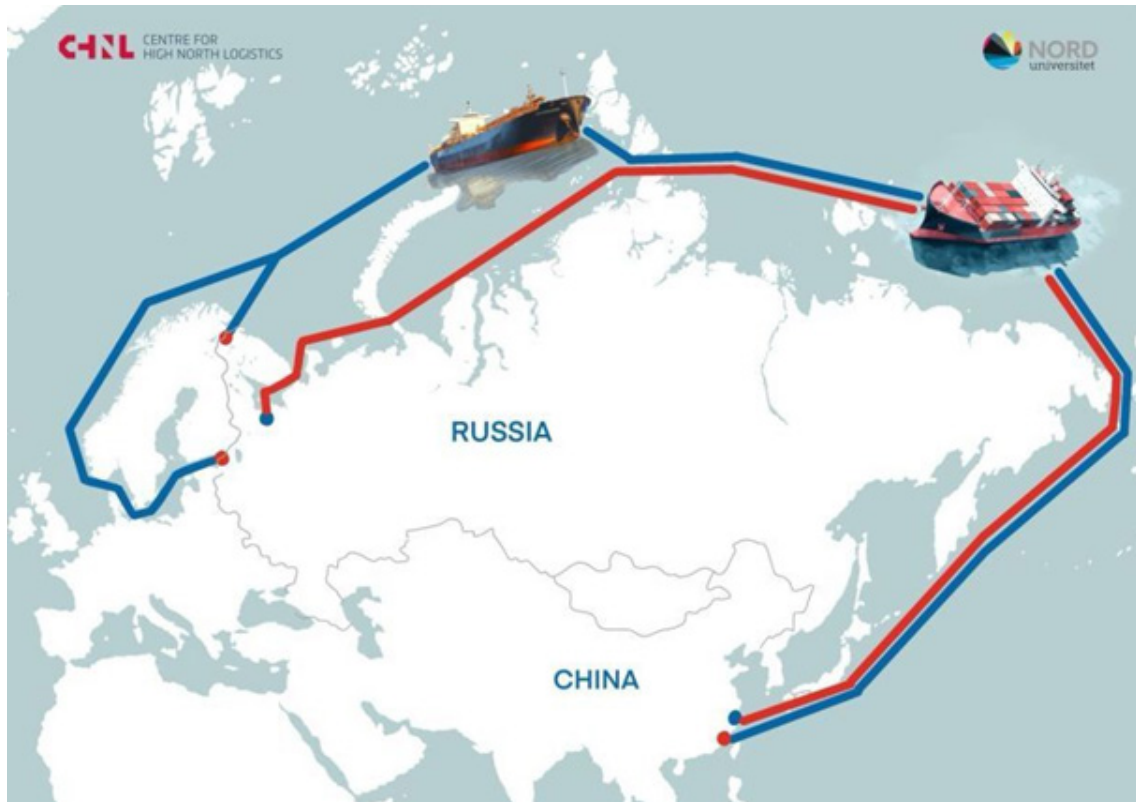 CHNL
CENTRE FOR
HIGH NORTH LOGISTICS
NORD
universitet
RUSSIA
CHINA